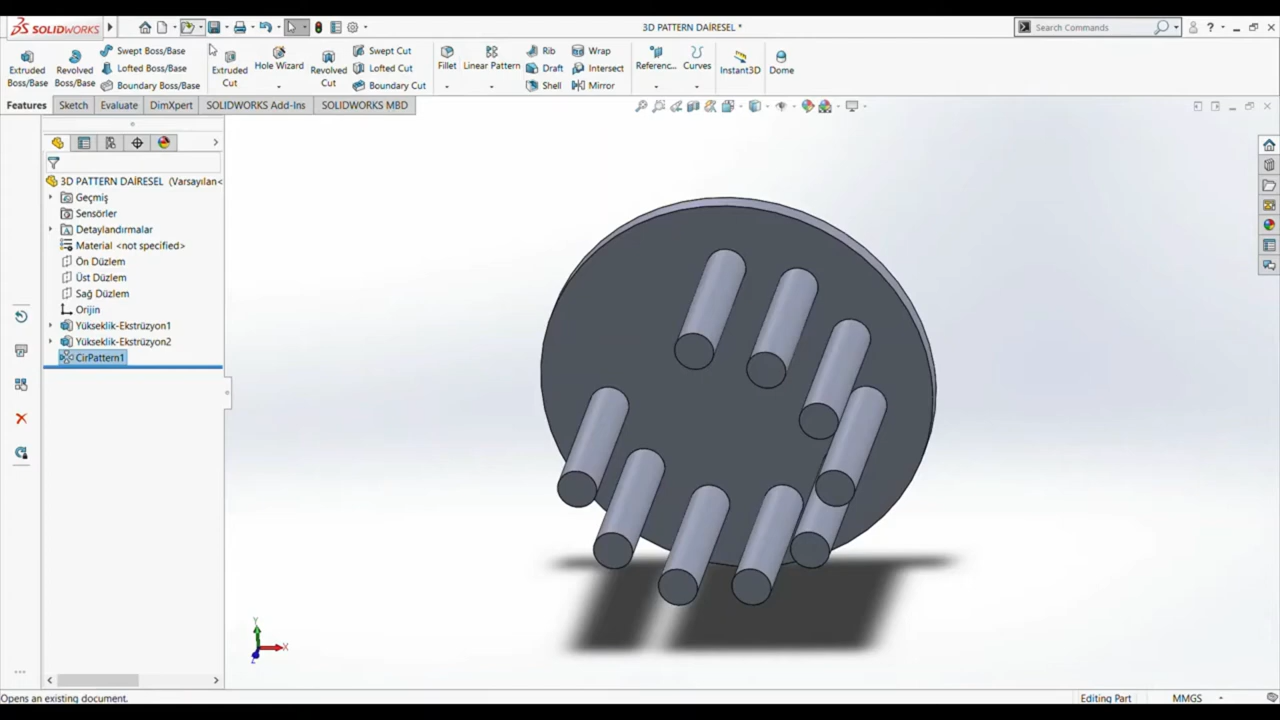 SOLIDWORKS
3D PATTERN DAİRESEL *
Search Commands
?
Extruded Boss/Base
Revolved Boss/Base
Swept Boss/Base
Lofted Boss/Base
Boundary Boss/Base
Extruded Cut
Hole Wizard
Revolved Cut
Swept Cut
Lofted Cut
Boundary Cut
Fillet
Linear Pattern
Rib
Draft
Shell
Wrap
Intersect
Mirror
Referenc...
Curves
Instant3D
Dome
Features
Sketch
Evaluate
DimXpert
SOLIDWORKS Add-Ins
SOLIDWORKS MBD
3D PATTERN DAİRESEL (Varsayılan<
Geçmiş
Sensörler
Detaylandırmalar
Material <not specified>
Ön Düzlem
Üst Düzlem
Sağ Düzlem
Orijin
Yükseklik-Ekstrüzyon1
Yükseklik-Ekstrüzyon2
CirPattern1
Y
X
Z
Opens an existing document.
Editing Part
MMGS